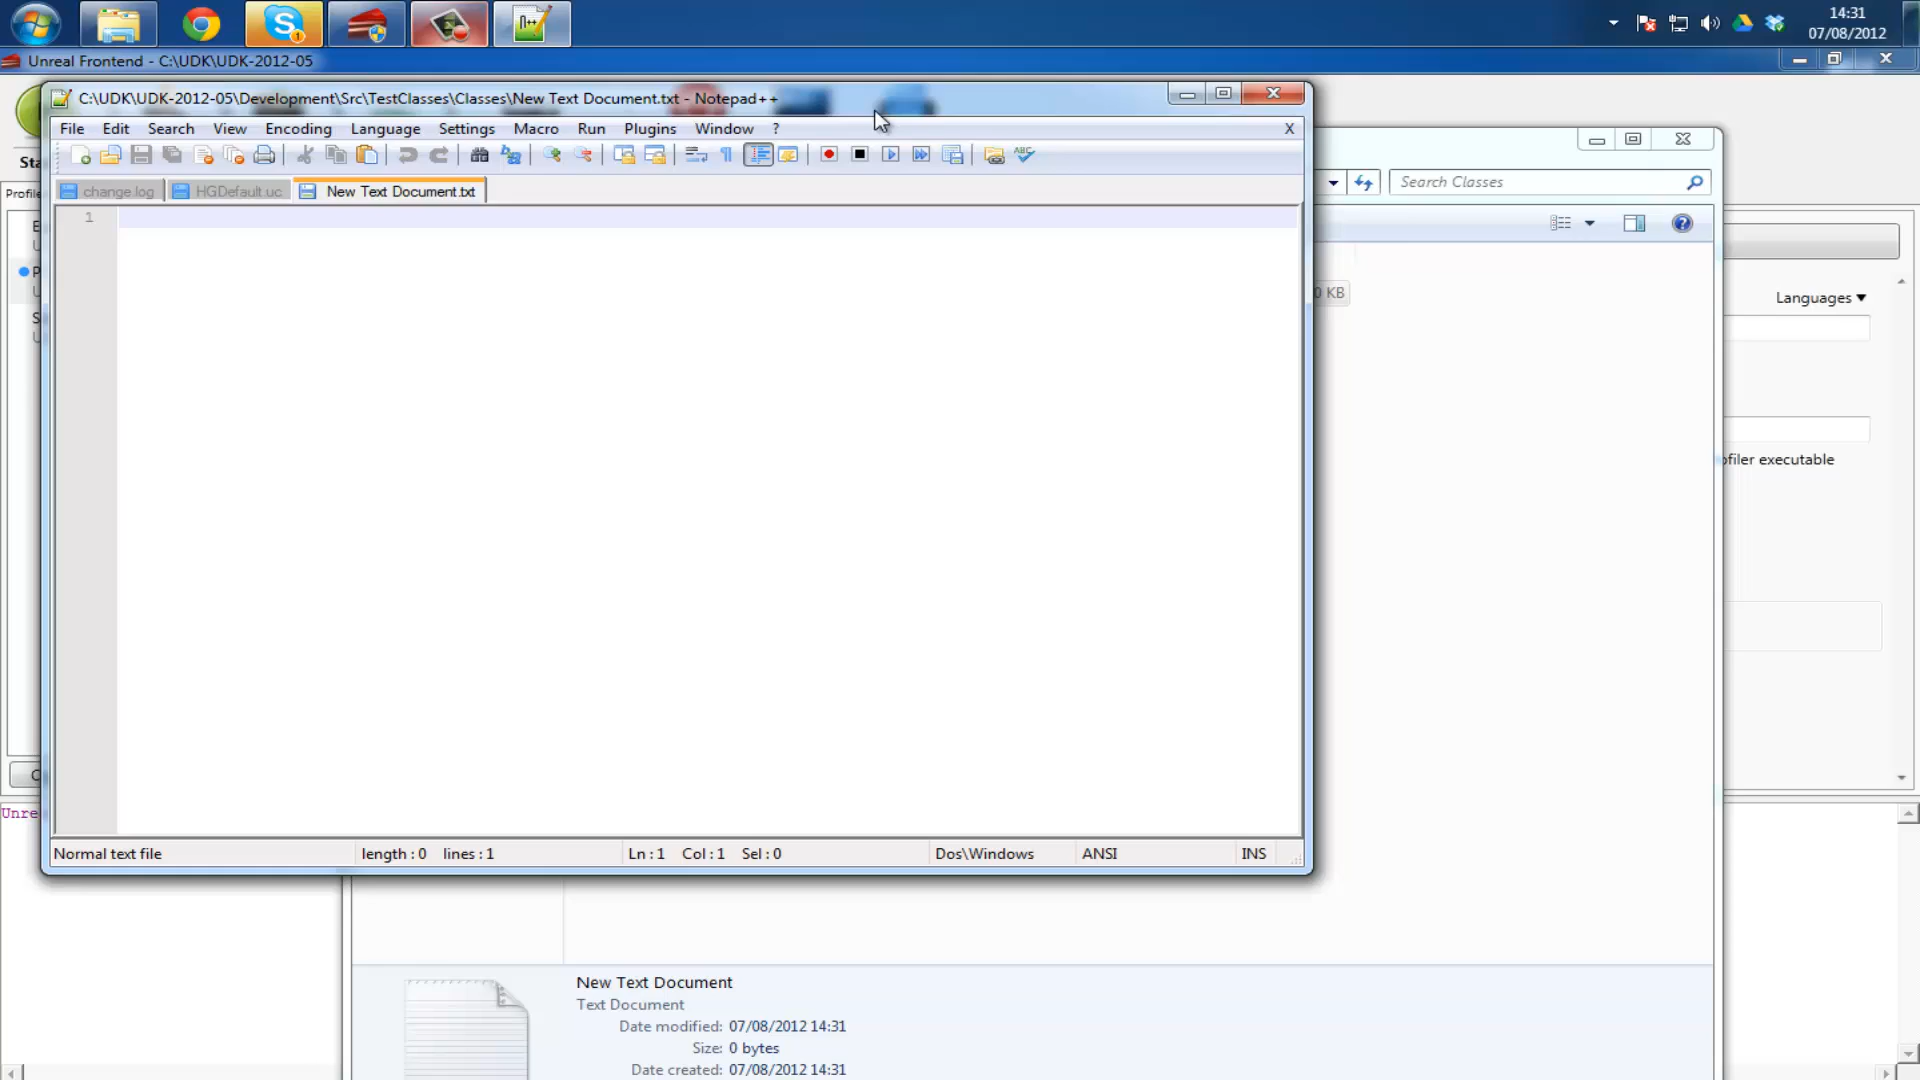 14:31
07/08/2012
Unreal Frontend - C:\UDK\UDK-2012-05
C:\UDK\UDK-2012-05\Development\Src\TestClasses\Classes\New Text Document.txt - Notepad++
File Edit Search View Encoding Language Settings Macro Run Plugins Window ? X
change.log HGDefault.uc New Text Document.txt
1
Search Classes
0 KB
Languages
Profile
ofiler executable
Unre
Normal text file length : 0 lines : 1 Ln : 1 Col : 1 Sel : 0 Dos\Windows ANSI INS
New Text Document
Text Document
Date modified: 07/08/2012 14:31
Size: 0 bytes
Date created: 07/08/2012 14:31